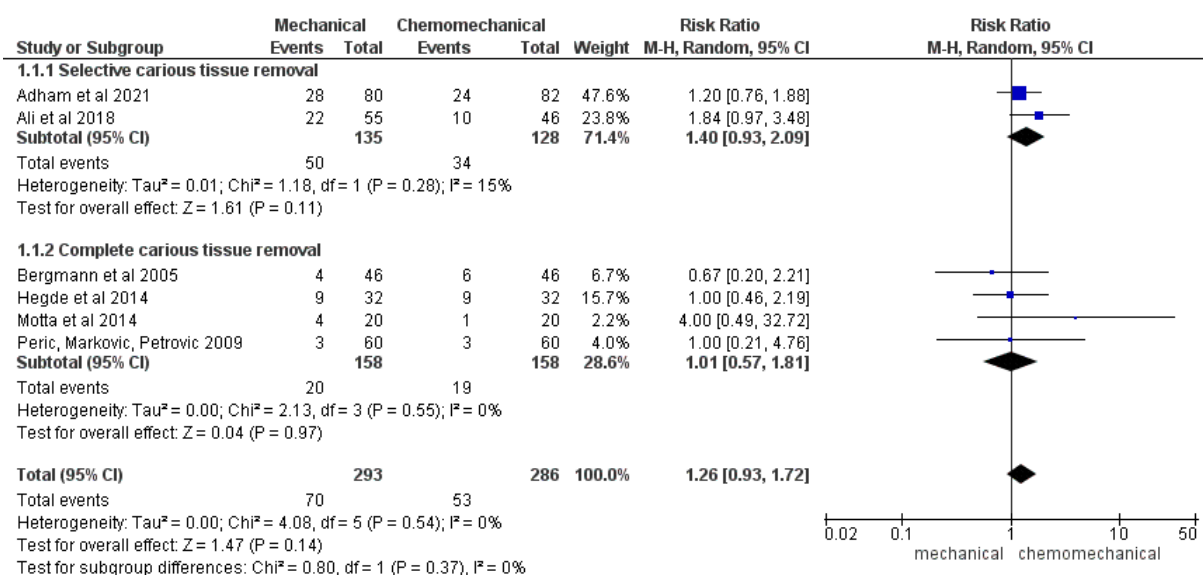 Mechanical Chemomechanical Risk Ratio Risk Ratio
Study or Subgroup Events Total Events Total Weight M-H, Random, 95% CI M-H, Random, 95% CI
1.1.1 Selective carious tissue removal
Adham et al 2021 28 80 24 82 47.6% 1.20 [0.76, 1.88]
Ali et al 2018 22 55 10 46 23.8% 1.84 [0.97, 3.48]
Subtotal (95% CI) 135 128 71.4% 1.40 [0.93, 2.09]
Total events 50 34
Heterogeneity: Tau² = 0.01; Chi² = 1.18, df = 1 (P = 0.28); I² = 15%
Test for overall effect: Z = 1.61 (P = 0.11)
1.1.2 Complete carious tissue removal
Bergmann et al 2005 4 46 6 46 6.7% 0.67 [0.20, 2.21]
Hegde et al 2014 9 32 9 32 15.7% 1.00 [0.46, 2.19]
Motta et al 2014 4 20 1 20 2.2% 4.00 [0.49, 32.72]
Peric, Markovic, Petrovic 2009 3 60 3 60 4.0% 1.00 [0.21, 4.76]
Subtotal (95% CI) 158 158 28.6% 1.01 [0.57, 1.81]
Total events 20 19
Heterogeneity: Tau² = 0.00; Chi² = 2.13, df = 3 (P = 0.55); I² = 0%
Test for overall effect: Z = 0.04 (P = 0.97)
Total (95% CI) 293 286 100.0% 1.26 [0.93, 1.72]
Total events 70 53
Heterogeneity: Tau² = 0.00; Chi² = 4.08, df = 5 (P = 0.54); I² = 0%
Test for overall effect: Z = 1.47 (P = 0.14)
Test for subgroup differences: Chi² = 0.80, df = 1 (P = 0.37), I² = 0%
0.02 0.1 1 10 50
mechanical chemomechanical